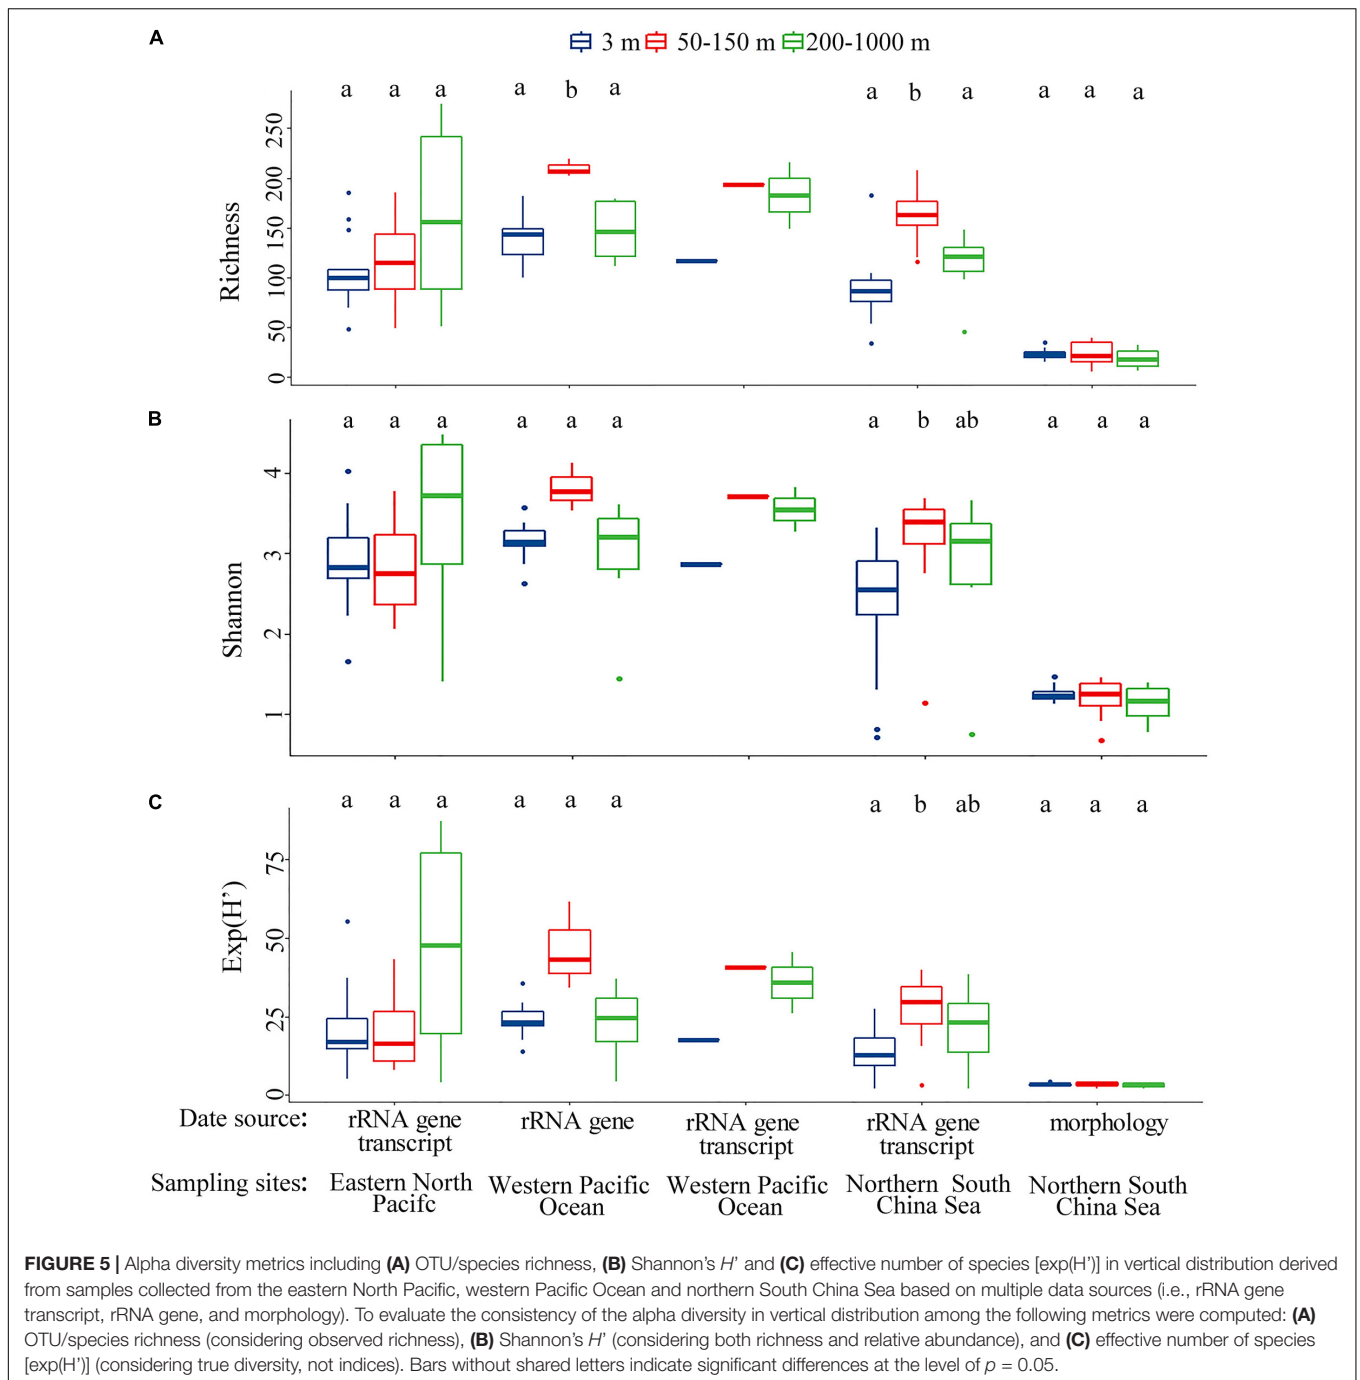 A
3 m 50-150 m 200-1000 m
a a a a b a a b a a a a
Richness
250
200
150
100
50
0
B
a a a a a a a b ab a a a
Shannon
4
3
2
1
C
a a a a a a a b ab a a a
Exp(H’)
75
50
25
0
Date source: rRNA gene transcript rRNA gene rRNA gene transcript rRNA gene transcript morphology
Sampling sites: Eastern North Pacifc Western Pacific Ocean Western Pacific Ocean Northern South China Sea Northern South China Sea
FIGURE 5 | Alpha diversity metrics including (A) OTU/species richness, (B) Shannon's H’ and (C) effective number of species [exp(H’)] in vertical distribution derived
from samples collected from the eastern North Pacific, western Pacific Ocean and northern South China Sea based on multiple data sources (i.e., rRNA gene
transcript, rRNA gene, and morphology). To evaluate the consistency of the alpha diversity in vertical distribution among the following metrics were computed: (A)
OTU/species richness (considering observed richness), (B) Shannon's H’ (considering both richness and relative abundance), and (C) effective number of species
[exp(H’)] (considering true diversity, not indices). Bars without shared letters indicate significant differences at the level of p = 0.05.